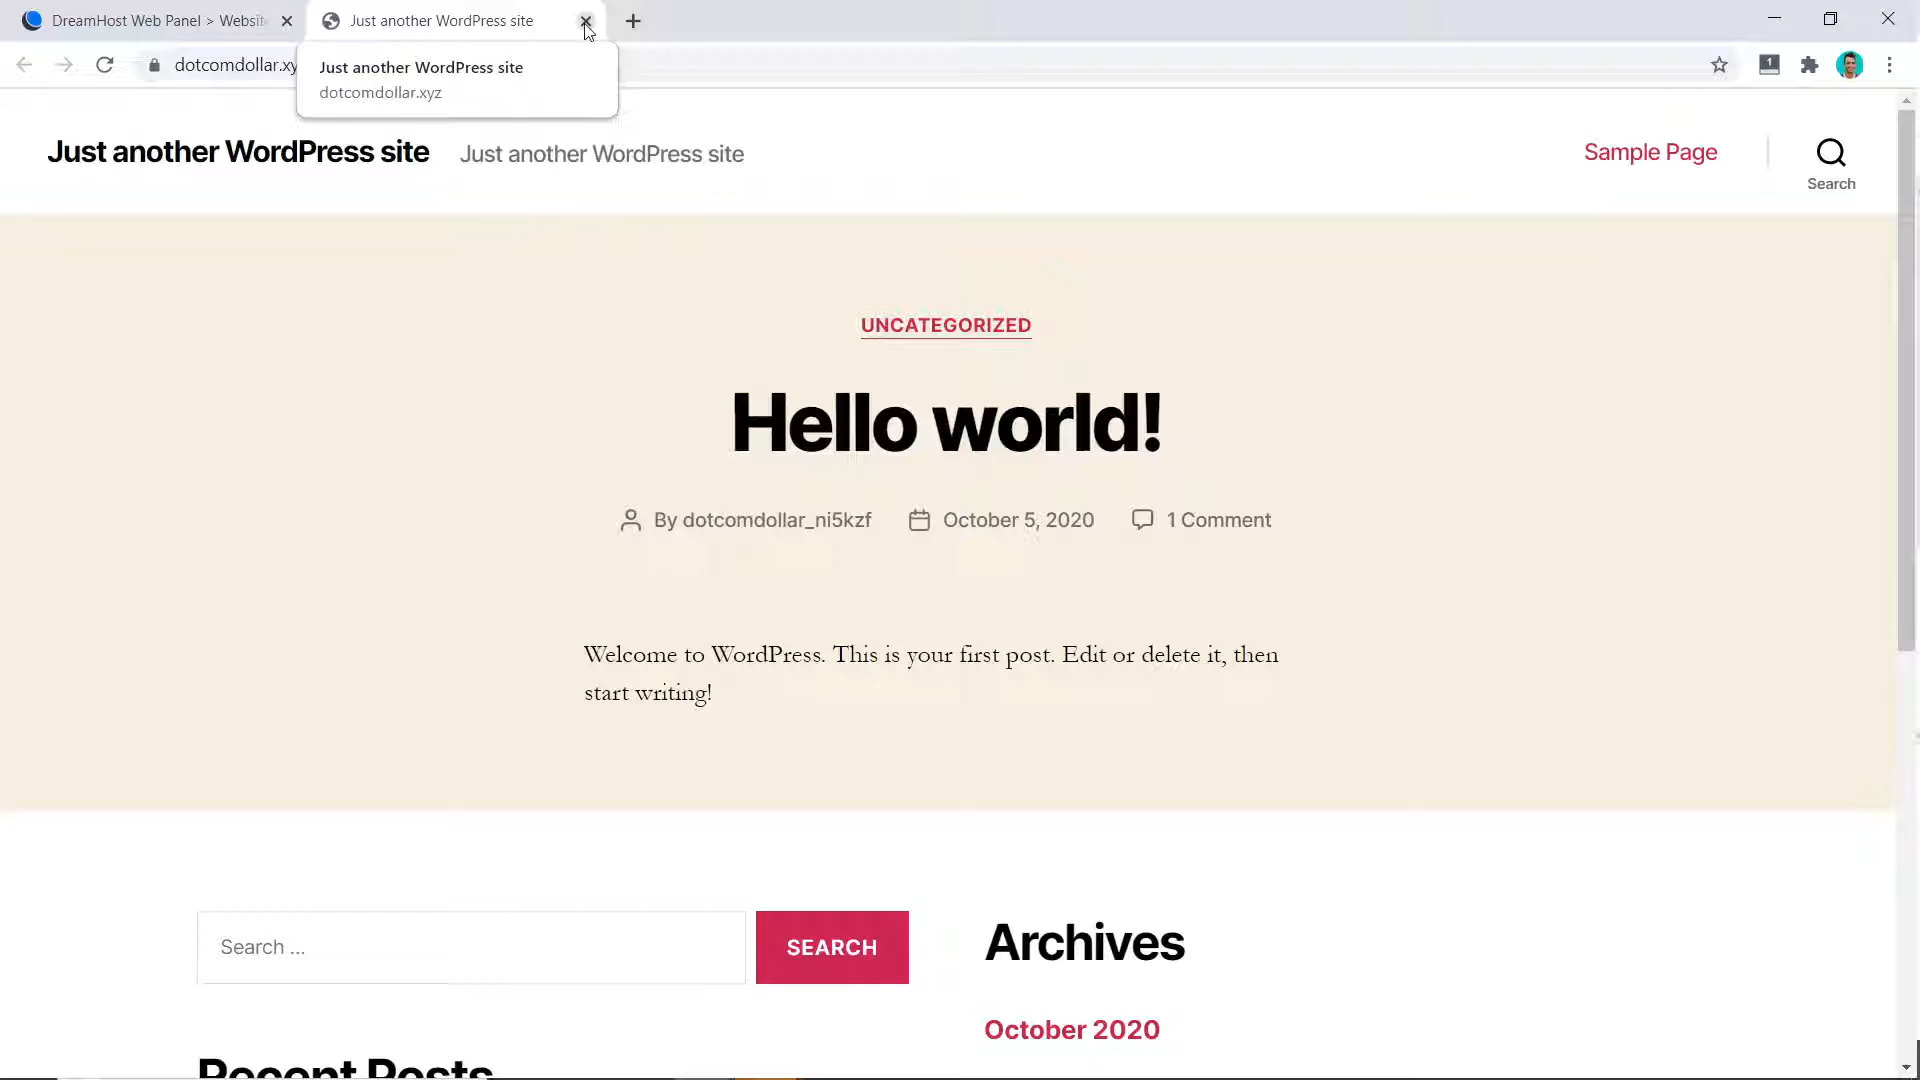 DreamHost Web Panel > Websit
Just another WordPress site
dotcomdollar.xy
Just another WordPress site
dotcomdollar.xyz
1
Just another WordPress site
Just another WordPress site
Sample Page
Search
UNCATEGORIZED
Hello world!
By dotcomdollar_ni5kzf
October 5, 2020
1 Comment
Welcome to WordPress. This is your first post. Edit or delete it, then
start writing!
Search ...
SEARCH
Archives
October 2020
Recent Posts